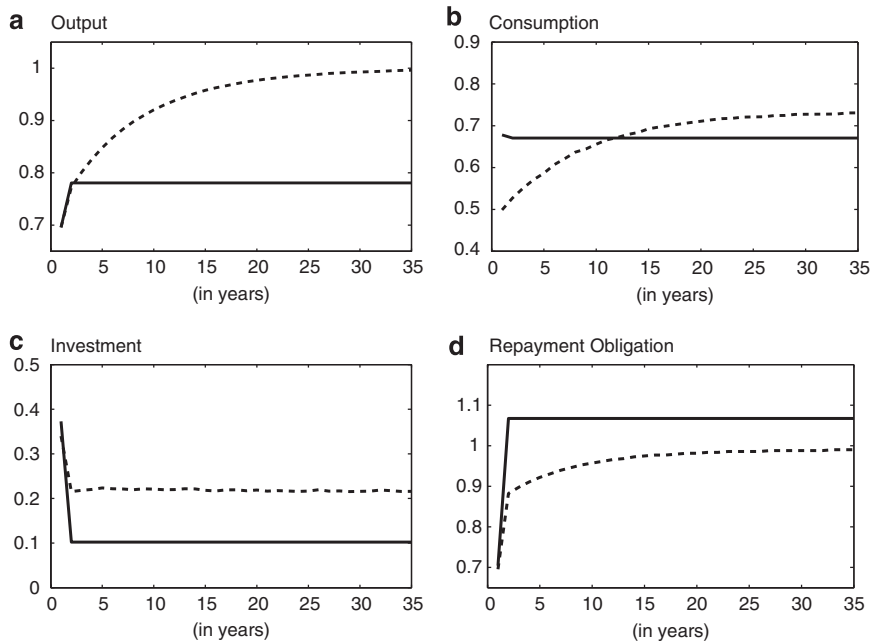 a Output
1
0.9
0.8
0.7
0 5 10 15 20 25 30 35
(in years)
b Consumption
0.9
0.8
0.7
0.6
0.5
0.4
0 5 10 15 20 25 30 35
(in years)
c Investment
0.5
0.4
0.3
0.2
0.1
0
0 5 10 15 20 25 30 35
(in years)
d Repayment Obligation
1.1
1
0.9
0.8
0.7
0 5 10 15 20 25 30 35
(in years)